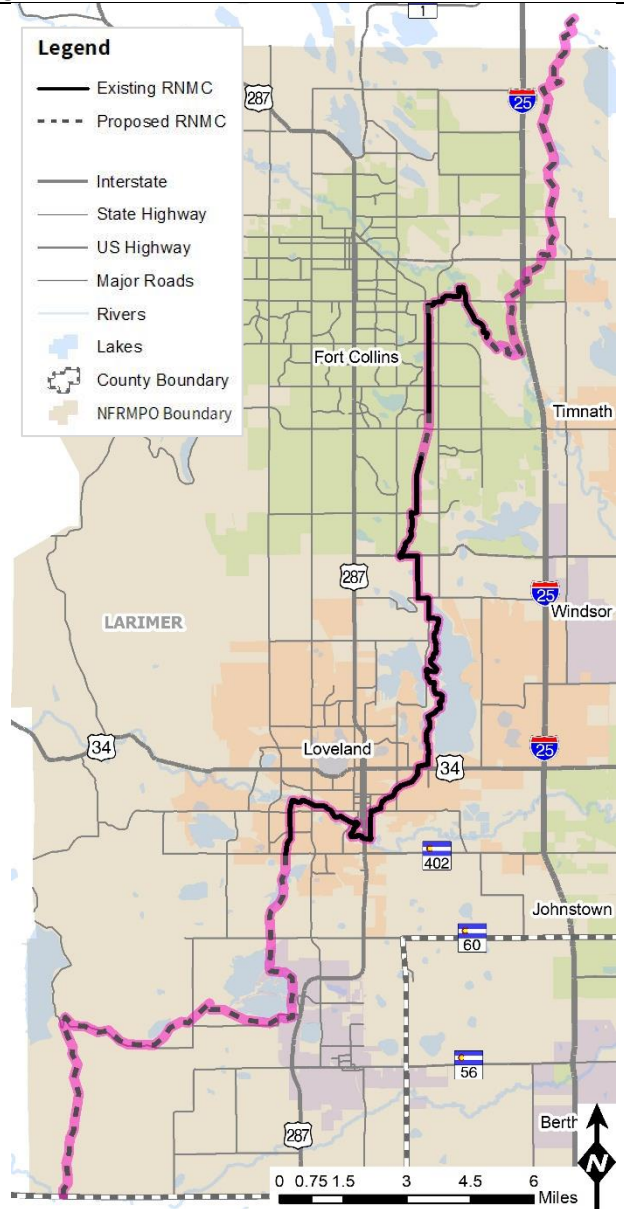 1
Legend
Existing RNMC
Proposed RNMC
Interstate
State Highway
US Highway
Major Roads
Rivers
Lakes
County Boundary
NFRMPO Boundary
287
25
Fort Collins
Timnath
287
25
Windsor
LARIMER
34
Loveland
34
25
402
Johnstown
60
56
Berth
287
N
0 0.75 1.5 3 4.5 6
Miles